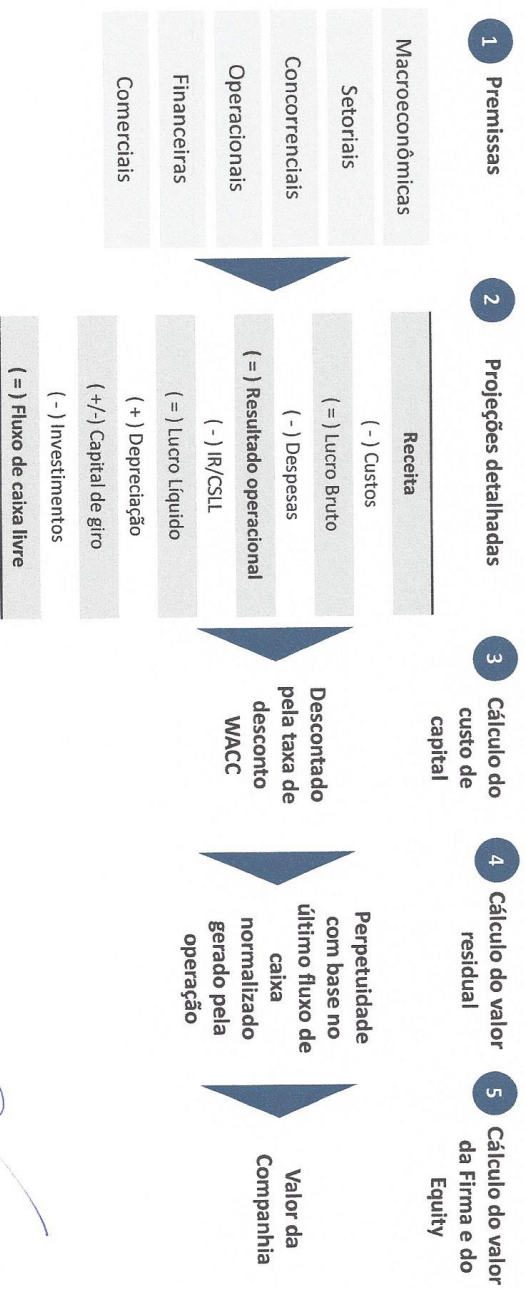 1 Premissas
Macroeconômicas
Setoriais
Concorrenciais
Operacionais
Financeiras
Comerciais
2 Projeções detalhadas
Receita
( - ) Custos
( = ) Lucro Bruto
( - ) Despesas
( = ) Resultado operacional
( - ) IR/CSLL
( = ) Lucro Líquido
( + ) Depreciação
( +/- ) Capital de giro
( - ) Investimentos
( = ) Fluxo de caixa livre
3 Cálculo do
custo de
capital
Descontado
pela taxa de
desconto
WACC
4 Cálculo do valor
residual
Perpetuidade
com base no
último fluxo de
caixa
normalizado
gerado pela
operação
5 Cálculo do valor
da Firma e do
Equity
Valor da
Companhia